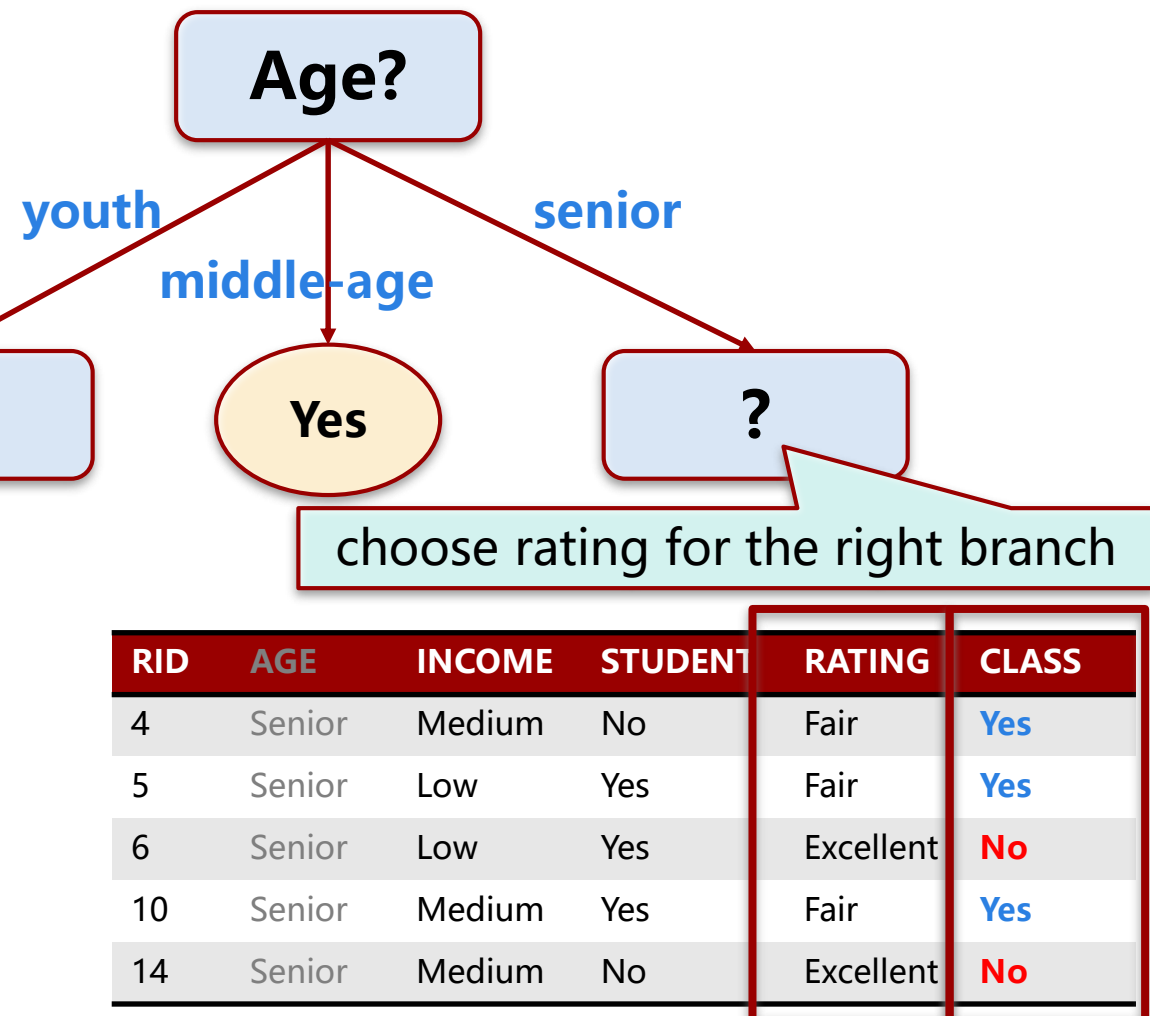 Age?
youth
senior
middle-age
Yes
?
choose rating for the right branch
RID AGE INCOME STUDENT RATING CLASS
4 Senior Medium No Fair Yes
5 Senior Low Yes Fair Yes
6 Senior Low Yes Excellent No
10 Senior Medium Yes Fair Yes
14 Senior Medium No Excellent No